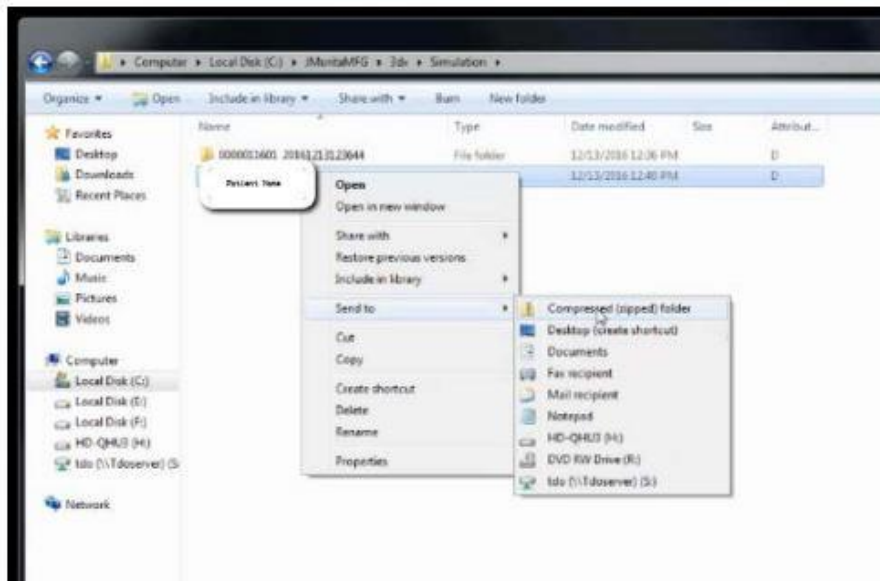 Computer ▸ Local Disk (C:) ▸ JMoritaMFG ▸ 3dx ▸ Simulation ▸
Organize Open Include in library Share with Burn New folder
Name Type Date modified Size Attribut...
Favorites
Desktop
Downloads
Recent Places
Libraries
Documents
Music
Pictures
Videos
Computer
Local Disk (C:)
Local Disk (E:)
Local Disk (F:)
HD-QHU3 (H:)
tdo (\\Tdoserver) (S
Network
0000011601_20161213123644 File folder 12/13/2016 12:36 PM D
Patient Name 12/13/2016 12:40 PM D
Open
Open in new window
Share with
Restore previous versions
Include in library
Send to
Cut
Copy
Create shortcut
Delete
Rename
Properties
Compressed (zipped) folder
Desktop (create shortcut)
Documents
Fax recipient
Mail recipient
Notepad
HD-QHU3 (H:)
DVD RW Drive (R:)
tdo (\\Tdoserver) (S:)